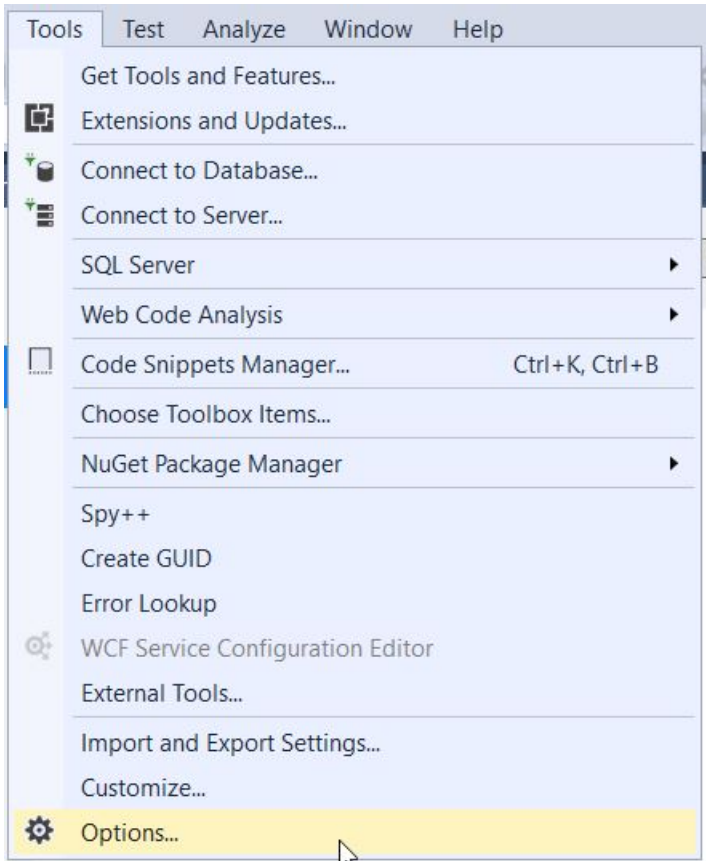 Tools Test Analyze Window Help
Get Tools and Features...
Extensions and Updates...
Connect to Database...
Connect to Server...
SQL Server
Web Code Analysis
Code Snippets Manager... Ctrl+K, Ctrl+B
Choose Toolbox Items...
NuGet Package Manager
Spy++
Create GUID
Error Lookup
WCF Service Configuration Editor
External Tools...
Import and Export Settings...
Customize...
Options...